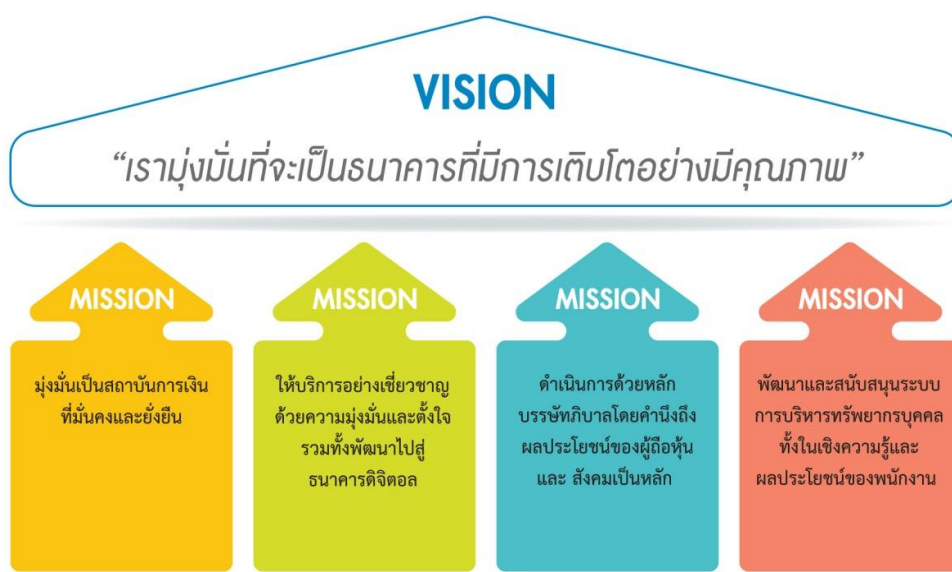 VISION
“เรามุ่งมั่นที่จะเป็นธนาคารที่มีการเติบโตอย่างมีคุณภาพ”
MISSION
มุ่งมั่นเป็นสถาบันการเงิน
ที่มั่นคงและยั่งยืน
MISSION
ให้บริการอย่างเชี่ยวชาญ
ด้วยความมุ่งมั่นและตั้งใจ
รวมทั้งพัฒนาไปสู่
ธนาคารดิจิตอล
MISSION
ดำเนินการด้วยหลัก
บรรษัทภิบาลโดยคำนึงถึง
ผลประโยชน์ของผู้ถือหุ้น
และ สังคมเป็นหลัก
MISSION
พัฒนาและสนับสนุนระบบ
การบริหารทรัพยากรบุคคล
ทั้งในเชิงความรู้และ
ผลประโยชน์ของพนักงาน